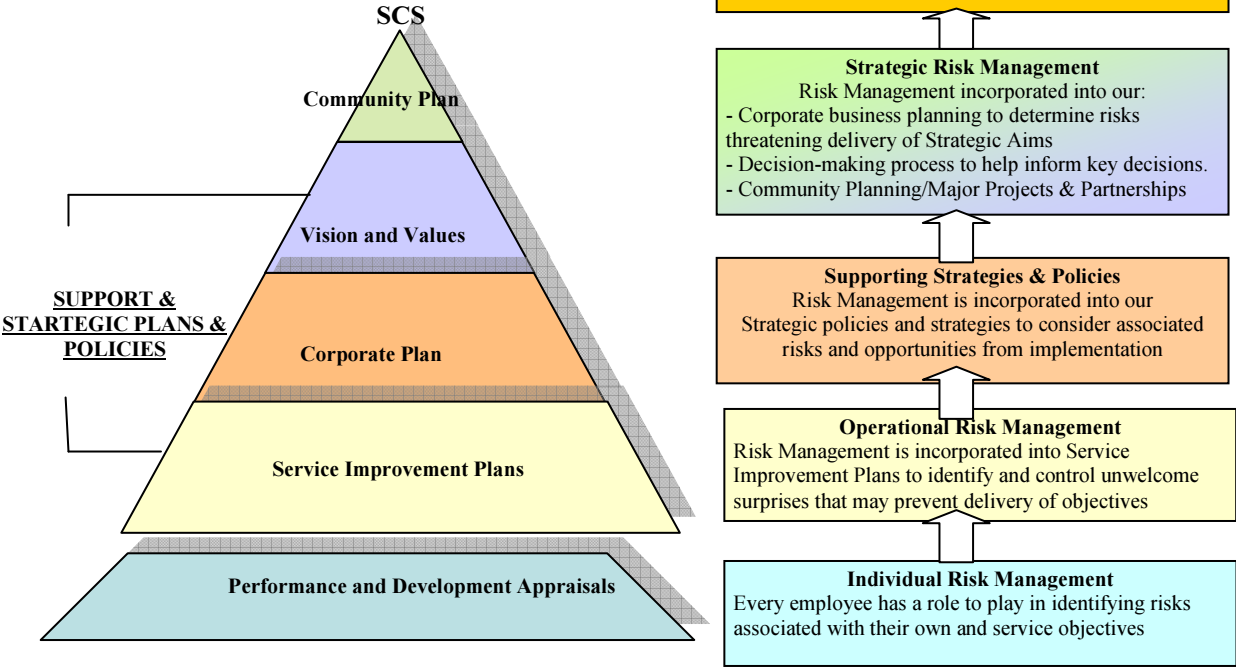 SCS
Community Plan
Vision and Values
SUPPORT &
STARTEGIC PLANS &
POLICIES
Corporate Plan
Service Improvement Plans
Performance and Development Appraisals
Strategic Risk Management
Risk Management incorporated into our:
- Corporate business planning to determine risks
threatening delivery of Strategic Aims
- Decision-making process to help inform key decisions.
- Community Planning/Major Projects & Partnerships
Supporting Strategies & Policies
Risk Management is incorporated into our
Strategic policies and strategies to consider associated
risks and opportunities from implementation
Operational Risk Management
Risk Management is incorporated into Service
Improvement Plans to identify and control unwelcome
surprises that may prevent delivery of objectives
Individual Risk Management
Every employee has a role to play in identifying risks
associated with their own and service objectives